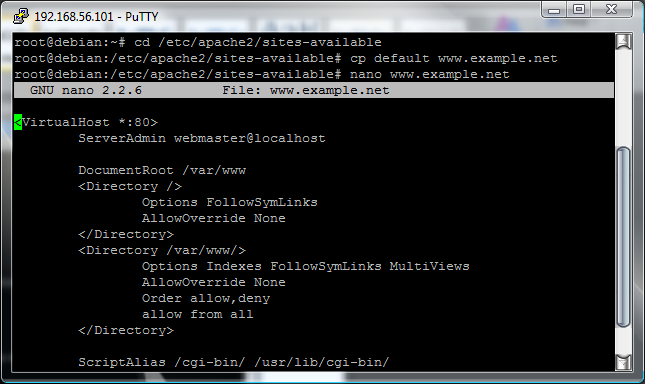 192.168.56.101 - PuTTY
root@debian:~# cd /etc/apache2/sites-available
root@debian:/etc/apache2/sites-available# cp default www.example.net
root@debian:/etc/apache2/sites-available# nano www.example.net
GNU nano 2.2.6          File: www.example.net
<VirtualHost *:80>
        ServerAdmin webmaster@localhost
        DocumentRoot /var/www
        <Directory />
                Options FollowSymLinks
                AllowOverride None
        </Directory>
        <Directory /var/www/>
                Options Indexes FollowSymLinks MultiViews
                AllowOverride None
                Order allow,deny
                allow from all
        </Directory>
        ScriptAlias /cgi-bin/ /usr/lib/cgi-bin/